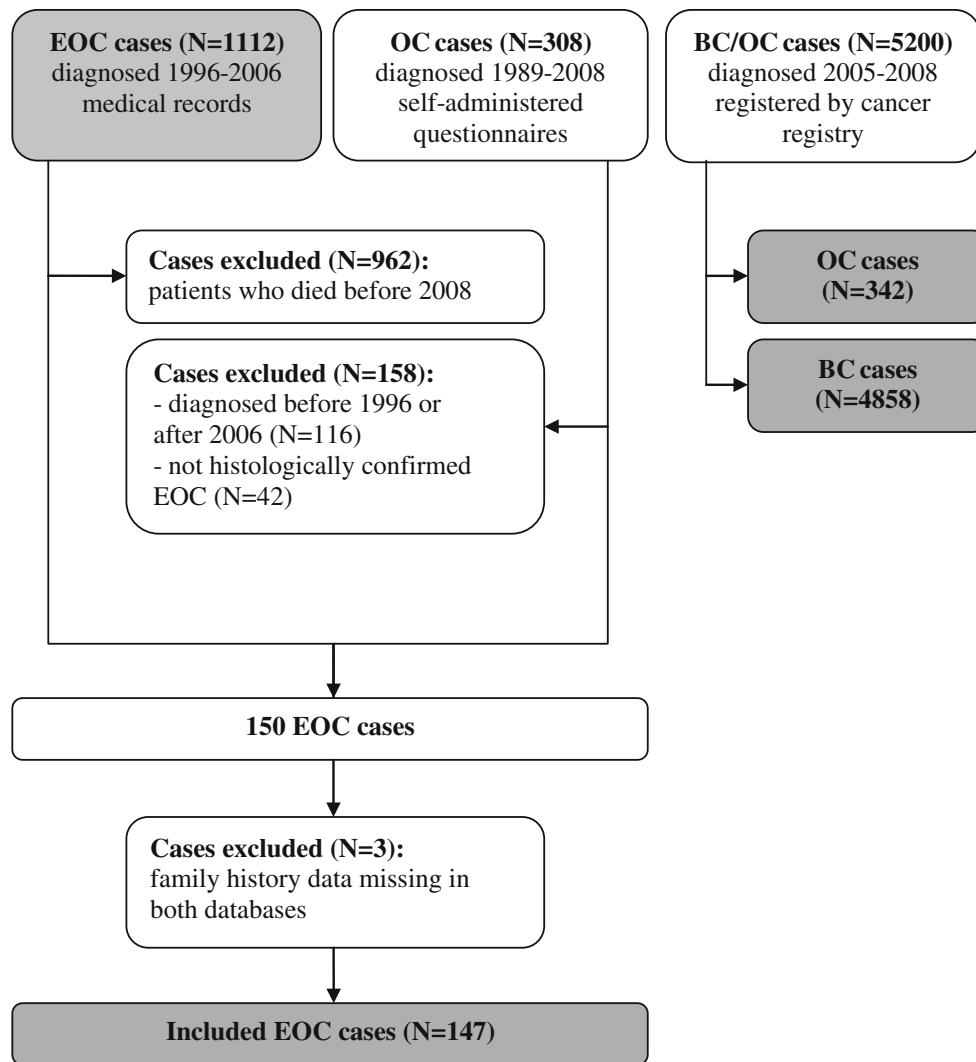 EOC cases (N=1112)
diagnosed 1996-2006
medical records
OC cases (N=308)
diagnosed 1989-2008
self-administered
questionnaires
BC/OC cases (N=5200)
diagnosed 2005-2008
registered by cancer
registry
Cases excluded (N=962):
patients who died before 2008
OC cases
(N=342)
Cases excluded (N=158):
- diagnosed before 1996 or
after 2006 (N=116)
- not histologically confirmed
EOC (N=42)
BC cases
(N=4858)
150 EOC cases
Cases excluded (N=3):
family history data missing in
both databases
Included EOC cases (N=147)